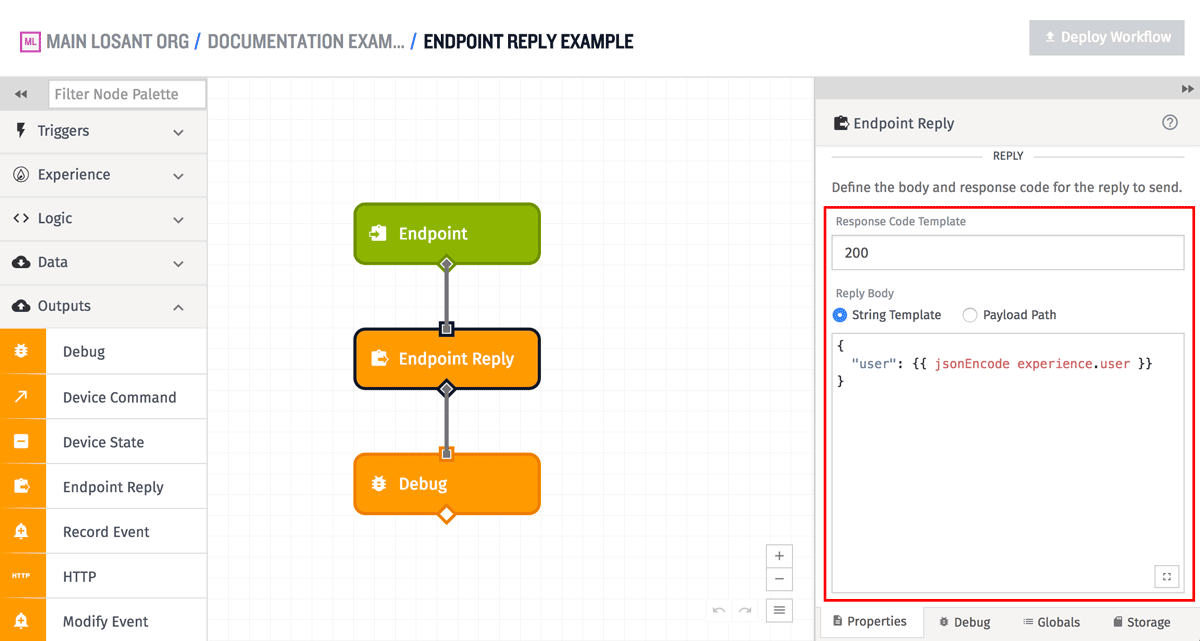 ML MAIN LOSANT ORG / DOCUMENTATION EXAM... / ENDPOINT REPLY EXAMPLE
Deploy Workflow
Filter Node Palette
Triggers
Experience
Logic
Data
Outputs
Debug
Device Command
Device State
Endpoint Reply
Record Event
HTTP HTTP
Modify Event
Endpoint
Endpoint Reply
Debug
Endpoint Reply
REPLY
Define the body and response code for the reply to send.
Response Code Template
200
Reply Body
String Template Payload Path
{
"user": {{ jsonEncode experience.user }}
}
Properties Debug Globals Storage